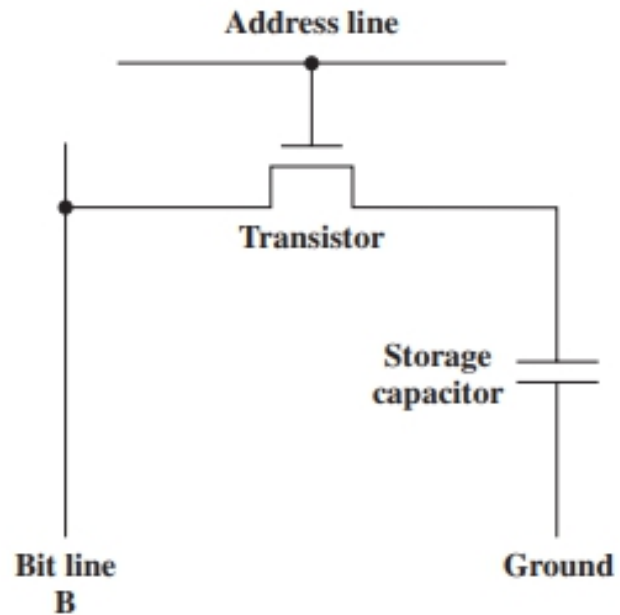 Address line
Transistor
Storage
capacitor
Bit line
B
Ground